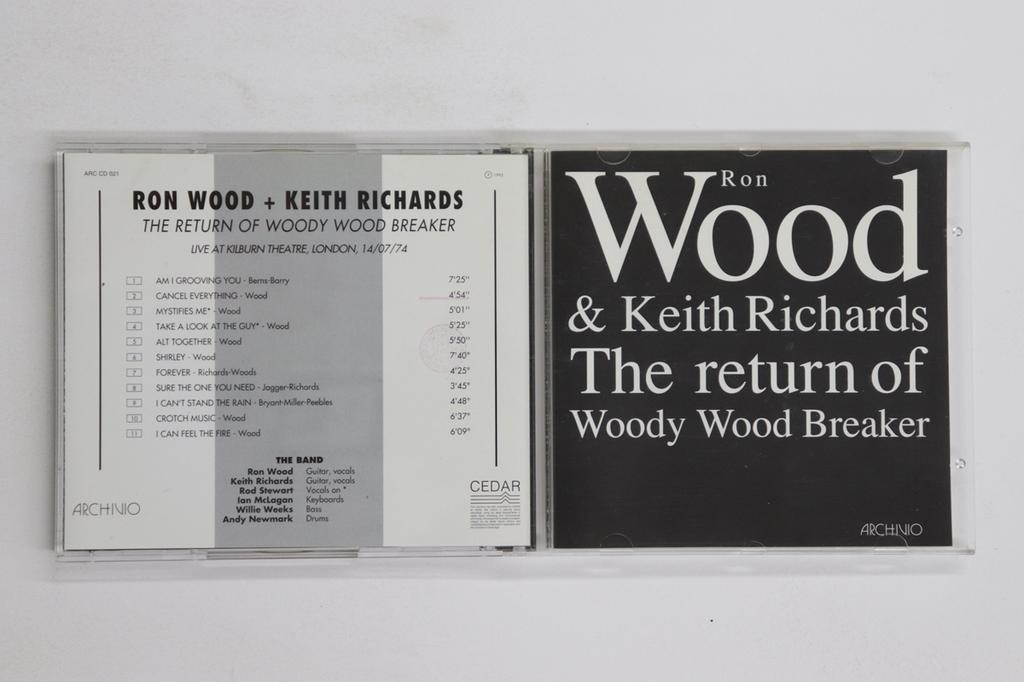 ARC CD 021
℗ 1993
RON WOOD + KEITH RICHARDS
THE RETURN OF WOODY WOOD BREAKER
LIVE AT KILBURN THEATRE, LONDON, 14/07/74
1 AM I GROOVING YOU - Berns-Barry 7'25"
2 CANCEL EVERYTHING - Wood 4'54"
3 MYSTIFIES ME* - Wood 5'01"
4 TAKE A LOOK AT THE GUY* - Wood 5'25"
5 ALT TOGETHER - Wood 5'50"
6 SHIRLEY - Wood 7'40"
7 FOREVER - Richards-Woods 4'25"
8 SURE THE ONE YOU NEED - Jagger-Richards 3'45"
9 I CAN'T STAND THE RAIN - Bryant-Miller-Peebles 4'48"
10 CROTCH MUSIC - Wood 6'37"
11 I CAN FEEL THE FIRE - Wood 6'09"
THE BAND
Ron Wood Guitar, vocals
Keith Richards Guitar, vocals
Rod Stewart Vocals on *
Ian McLagan Keyboards
Willie Weeks Bass
Andy Newmark Drums
ARCHIVIO
CEDAR
Ron
Wood
& Keith Richards
The return of
Woody Wood Breaker
ARCHIVIO